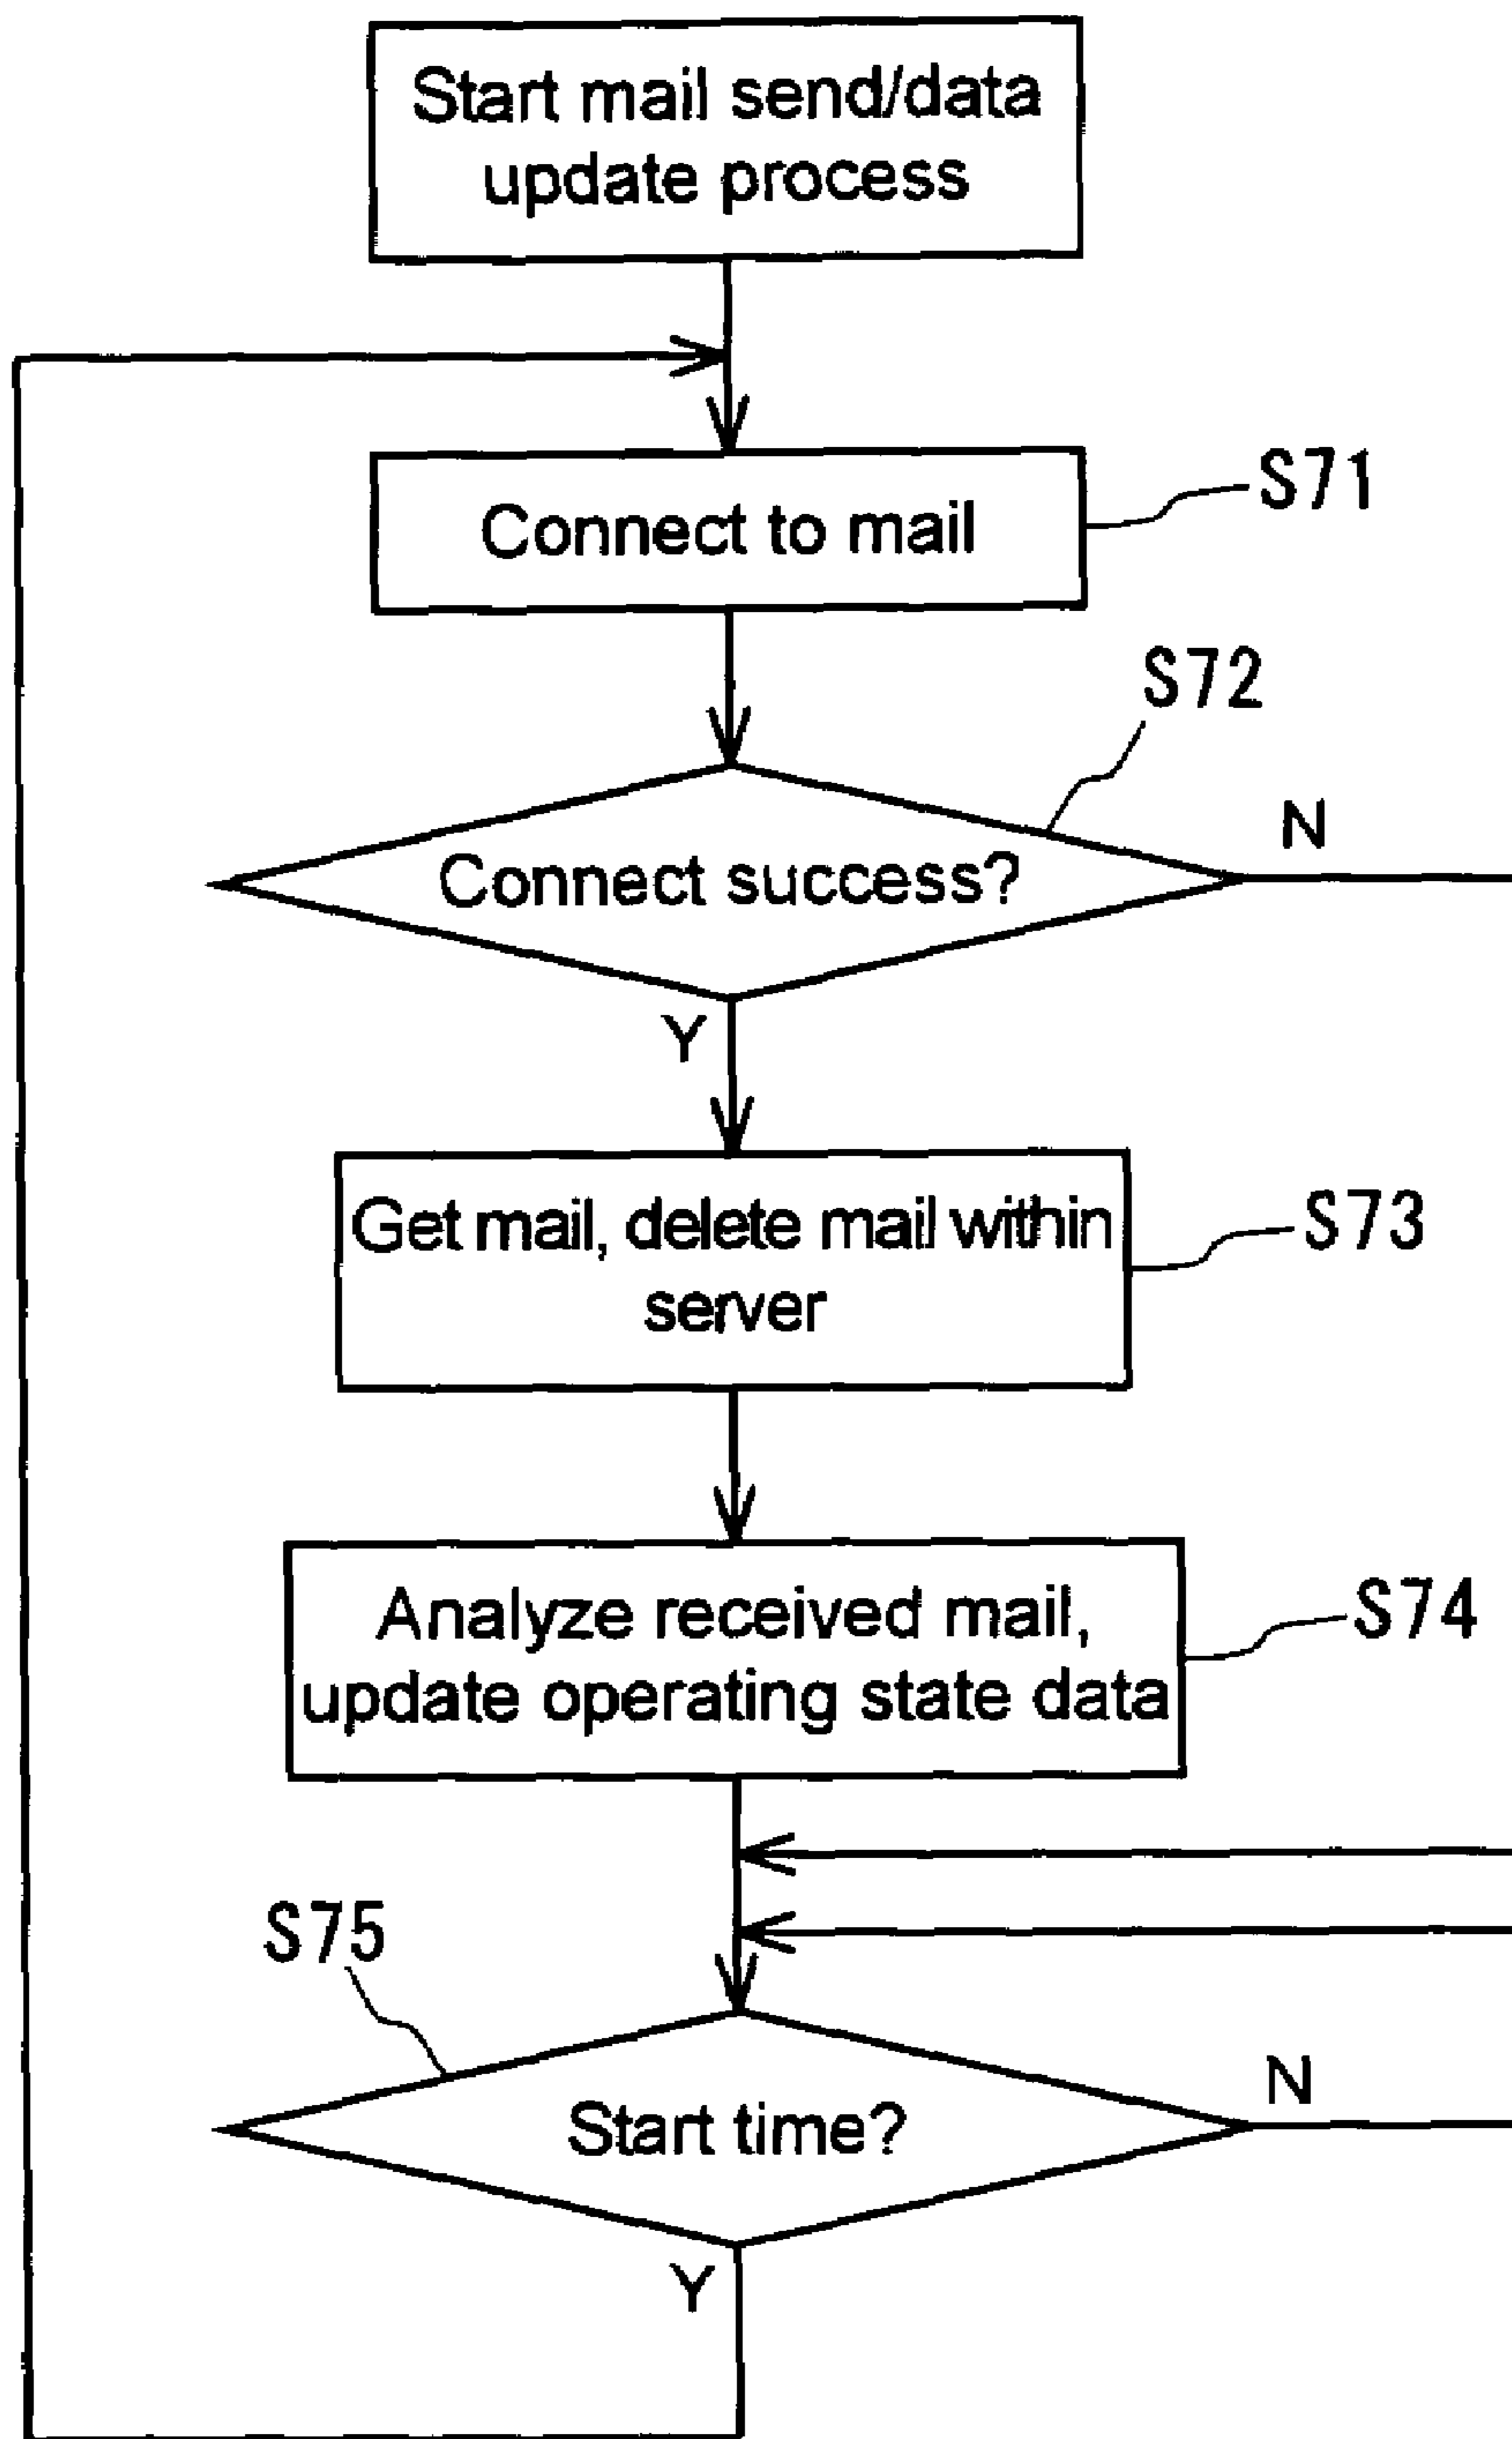 Start mail send/data
update process
Connect to mail
S71
S72
Connect success?
N
Y
Get mail, delete mail within
server
S73
Analyze received mail,
update operating state data
S74
S75
Start time?
N
Y